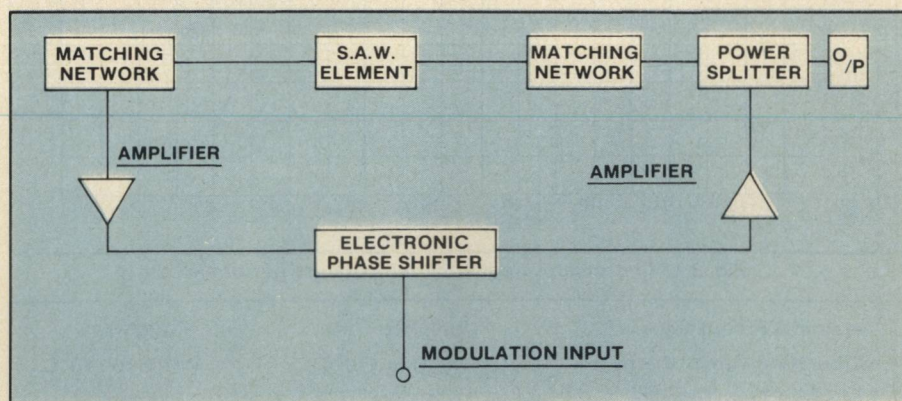 MATCHING
NETWORK
S.A.W.
ELEMENT
MATCHING
NETWORK
POWER
SPLITTER
O/P
AMPLIFIER
AMPLIFIER
ELECTRONIC
PHASE SHIFTER
MODULATION INPUT